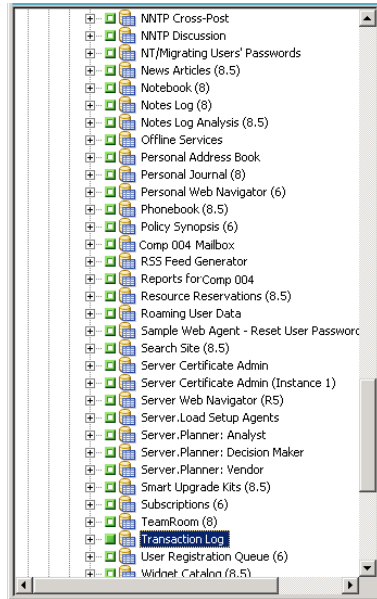 NNTP Cross-Post
NNTP Discussion
NT/Migrating Users' Passwords
News Articles (8.5)
Notebook (8)
Notes Log (8)
Notes Log Analysis (8.5)
Offline Services
Personal Address Book
Personal Journal (8)
Personal Web Navigator (6)
Phonebook (8.5)
Policy Synopsis (6)
Comp 004 Mailbox
RSS Feed Generator
Reports for Comp 004
Resource Reservations (8.5)
Roaming User Data
Sample Web Agent - Reset User Password
Search Site (8.5)
Server Certificate Admin
Server Certificate Admin (Instance 1)
Server Web Navigator (R5)
Server.Load Setup Agents
Server.Planner: Analyst
Server.Planner: Decision Maker
Server.Planner: Vendor
Smart Upgrade Kits (8.5)
Subscriptions (6)
TeamRoom (8)
Transaction Log
User Registration Queue (6)
Widget Catalog (8.5)